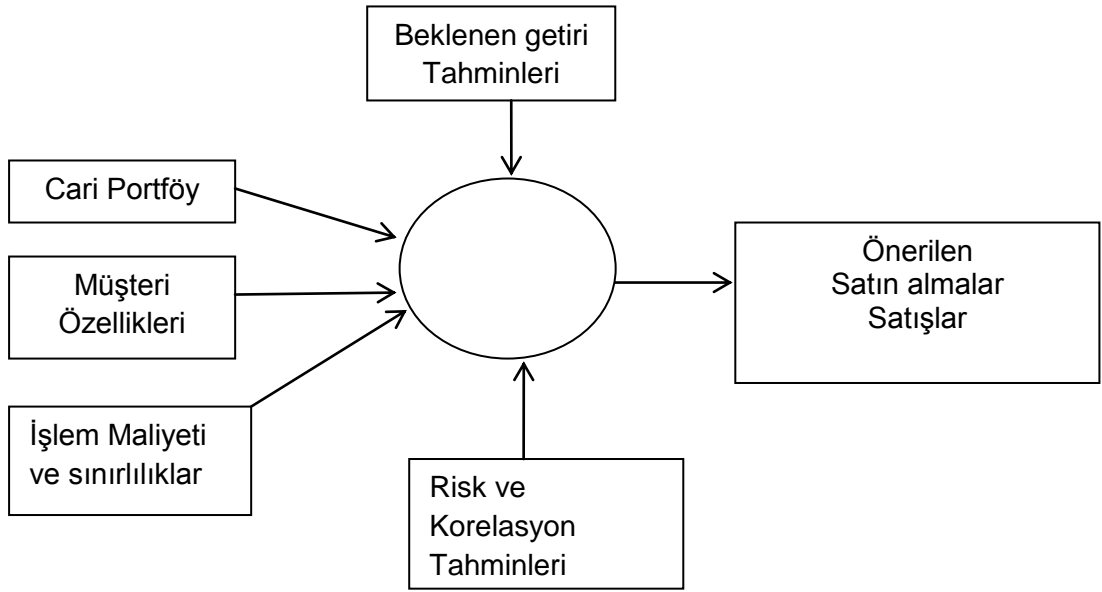 Beklenen getiri
Tahminleri
Cari Portföy
Müşteri
Özellikleri
İşlem Maliyeti
ve sınırlılıklar
Önerilen
Satın almalar
Satışlar
Risk ve
Korelasyon
Tahminleri